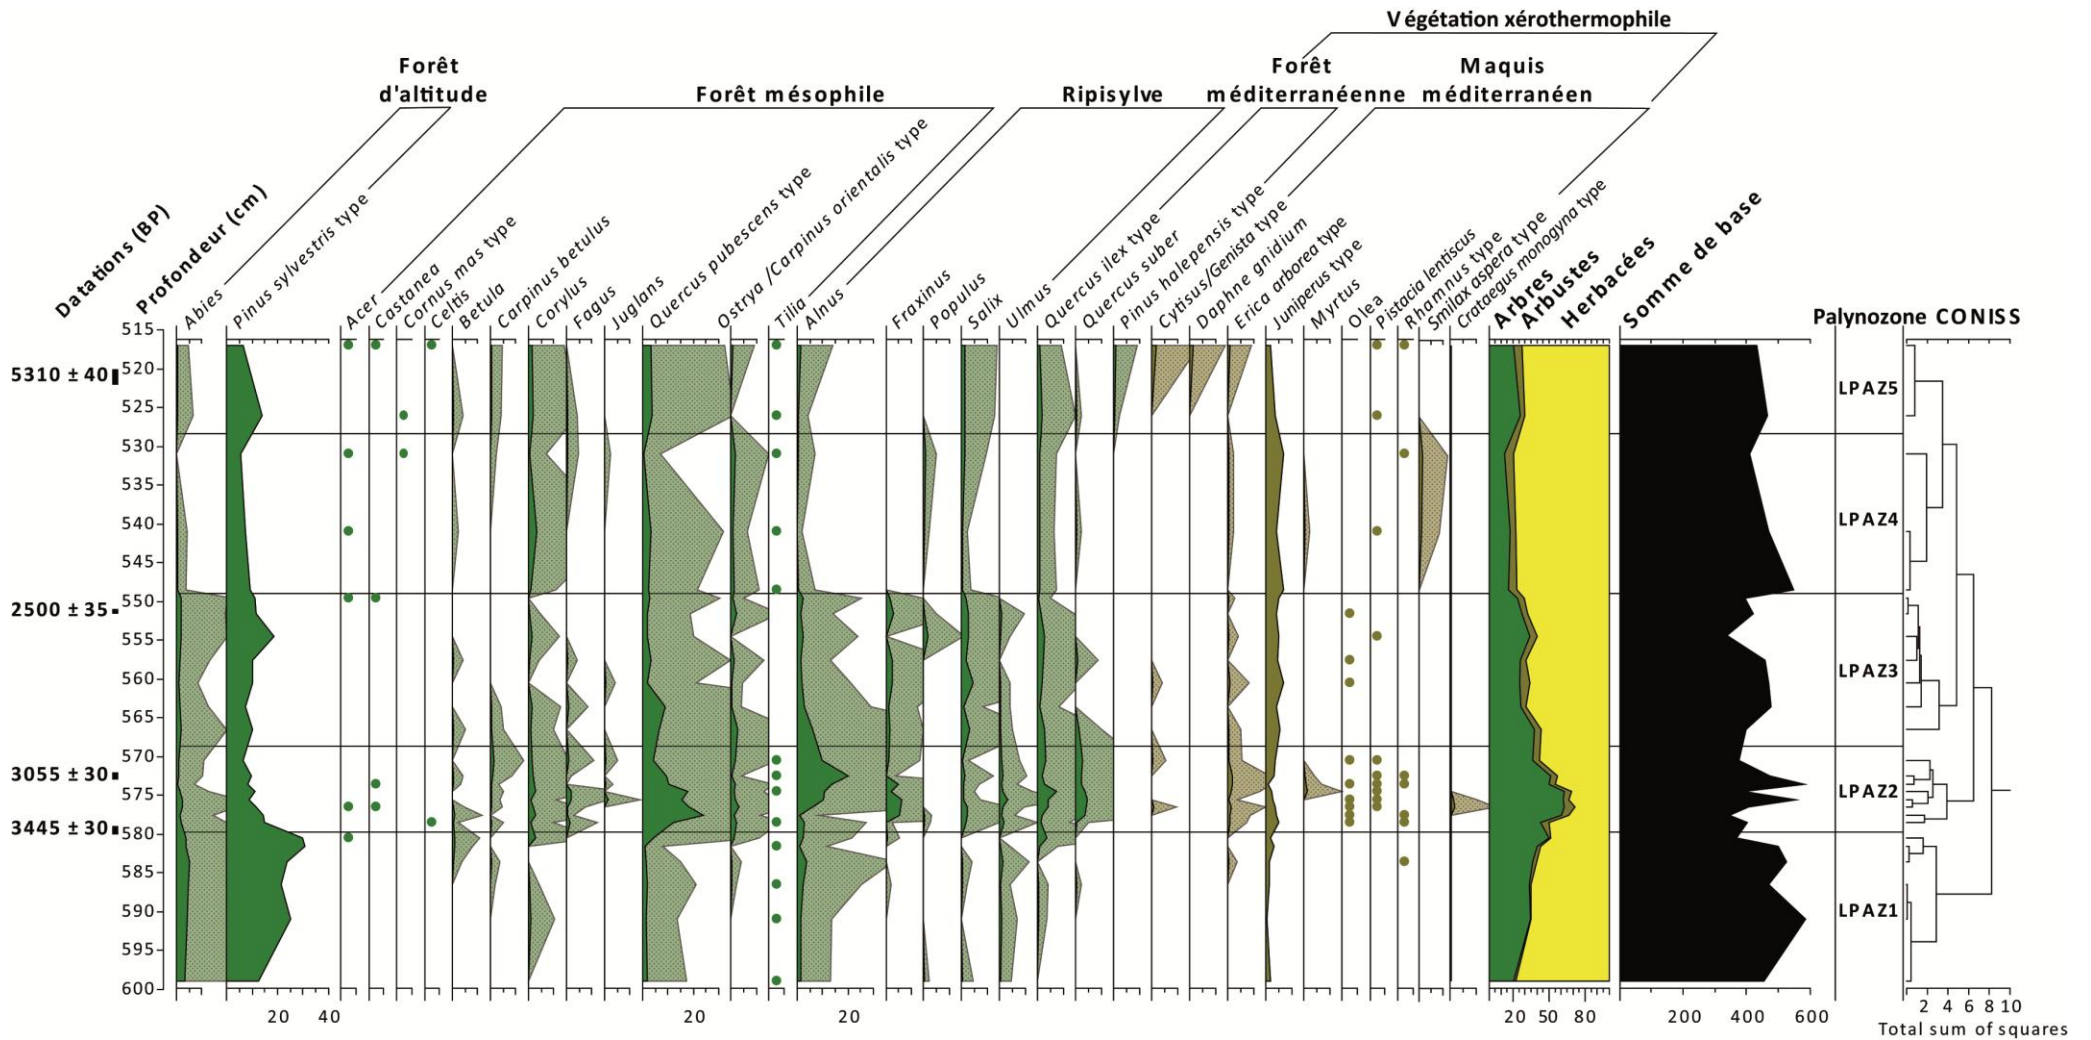 Végétation xérothermophile
Forêt d'altitude
Forêt mésophile
Ripisylve
Forêt méditerranéenne
Maquis méditerranéen
Datations (BP)
Profondeur (cm)
Abies
Pinus sylvestris type
Acer
Castanea
Cornus mas type
Celtis
Betula
Carpinus betulus
Corylus
Fagus
Juglans
Quercus pubescens type
Ostrya /Carpinus orientalis type
Tilia
Alnus
Fraxinus
Populus
Salix
Ulmus
Quercus ilex type
Quercus suber
Pinus halepensis type
Cytisus/Genista type
Daphne gnidium
Erica arborea type
Juniperus type
Myrtus
Olea
Pistacia lentiscus
Rhamnus type
Smilax aspera type
Crataegus monogyna type
Arbres
Arbustes
Herbacées
Somme de base
Palynozone CONISS
515
5310 ± 40
520
525
530
535
540
545
550
2500 ± 35
555
560
565
570
3055 ± 30
575
3445 ± 30
580
585
590
595
600
LPAZ5
LPAZ4
LPAZ3
LPAZ2
LPAZ1
20 40
20
20
20 50 80
200 400 600
2 4 6 8 10
Total sum of squares